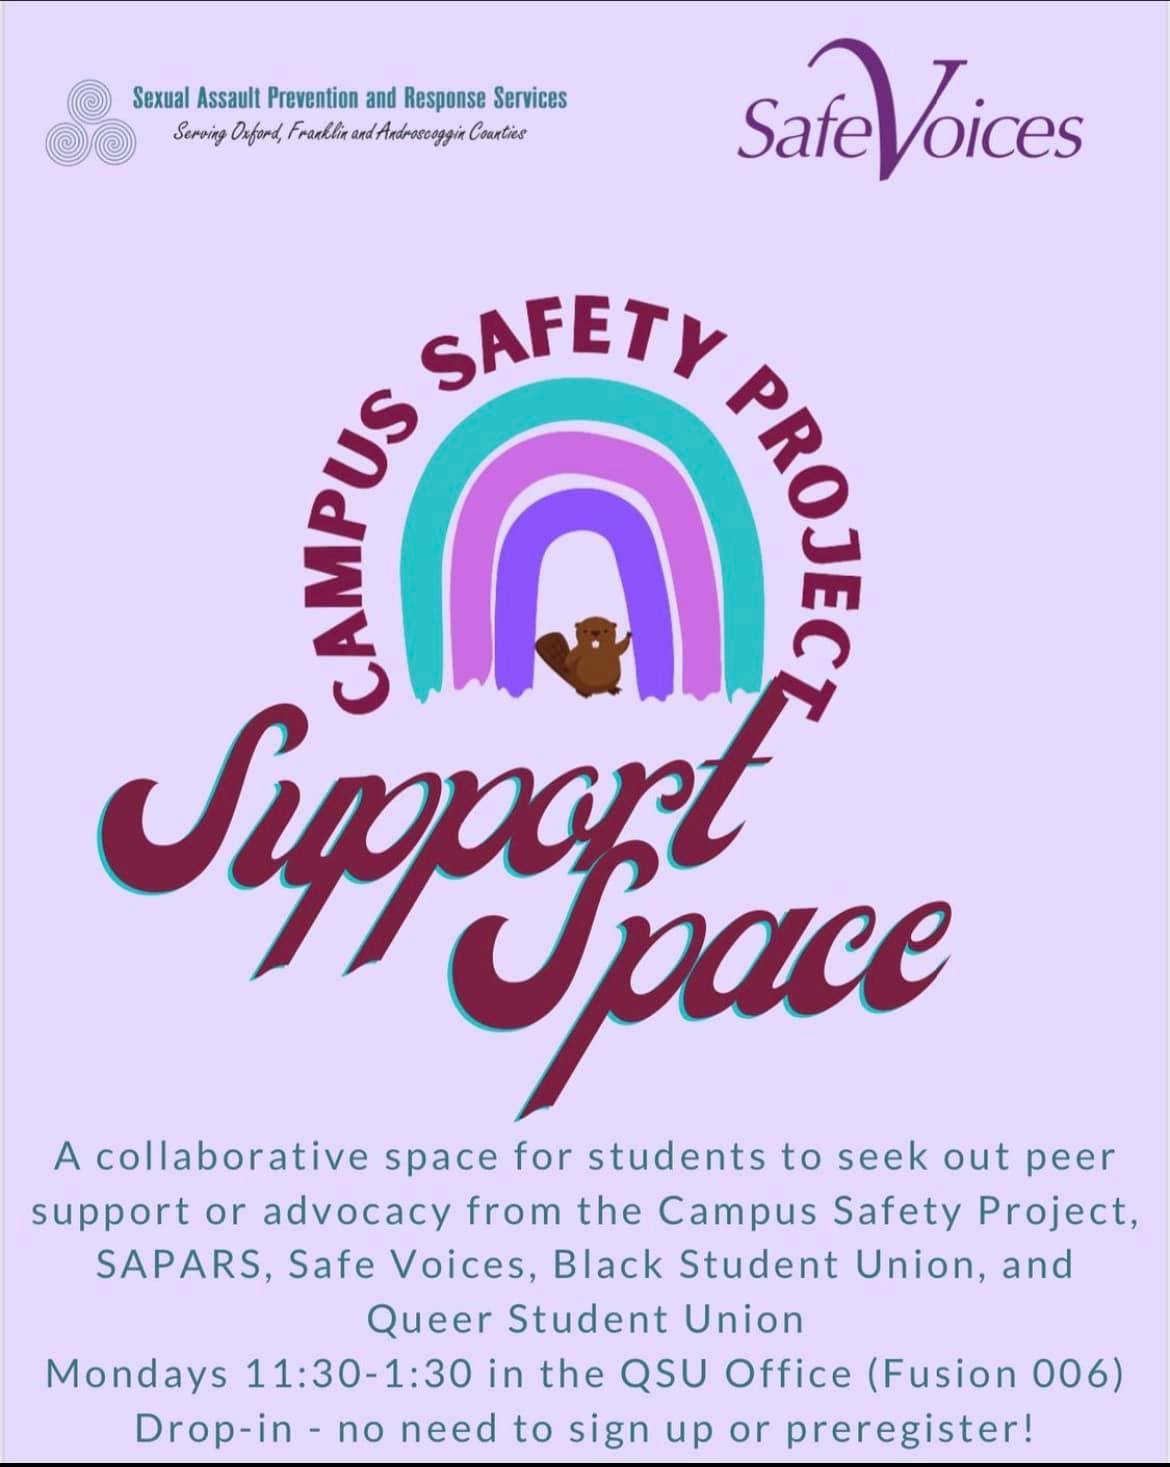 Sexual Assault Prevention and Response Services
Serving Oxford, Franklin and Androscoggin Counties
SafeVoices
CAMPUS SAFETY PROJECT
Support
Space
A collaborative space for students to seek out peer
support or advocacy from the Campus Safety Project,
SAPARS, Safe Voices, Black Student Union, and
Queer Student Union
Mondays 11:30-1:30 in the QSU Office (Fusion 006)
Drop-in - no need to sign up or preregister!